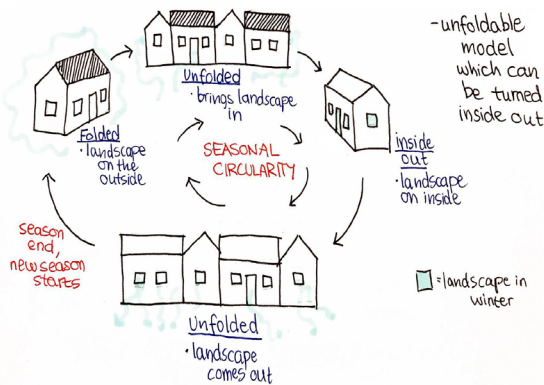 Unfolded
· brings landscape
in
- unfoldable
model
which can
be turned
inside out
Folded
· landscape
on the
outside
SEASONAL
CIRCULARITY
inside
out
· landscape
on inside
season
end,
new season
starts
Unfolded
· landscape
comes out
= landscape in
winter